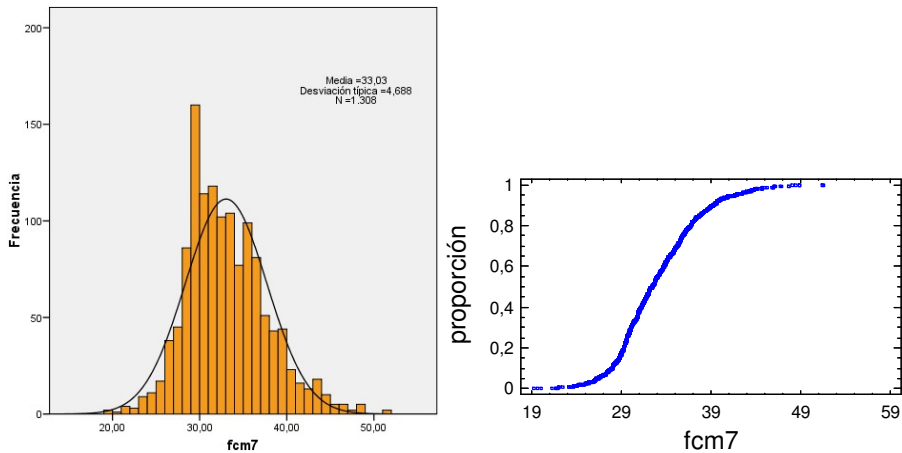 200
150
100
50
0
Frecuencia
Media =33,03
Desviación típica =4,688
N =1.308
20,00 30,00 40,00 50,00
fcm7
1
0,8
0,6
0,4
0,2
0
proporción
19 29 39 49 59
fcm7